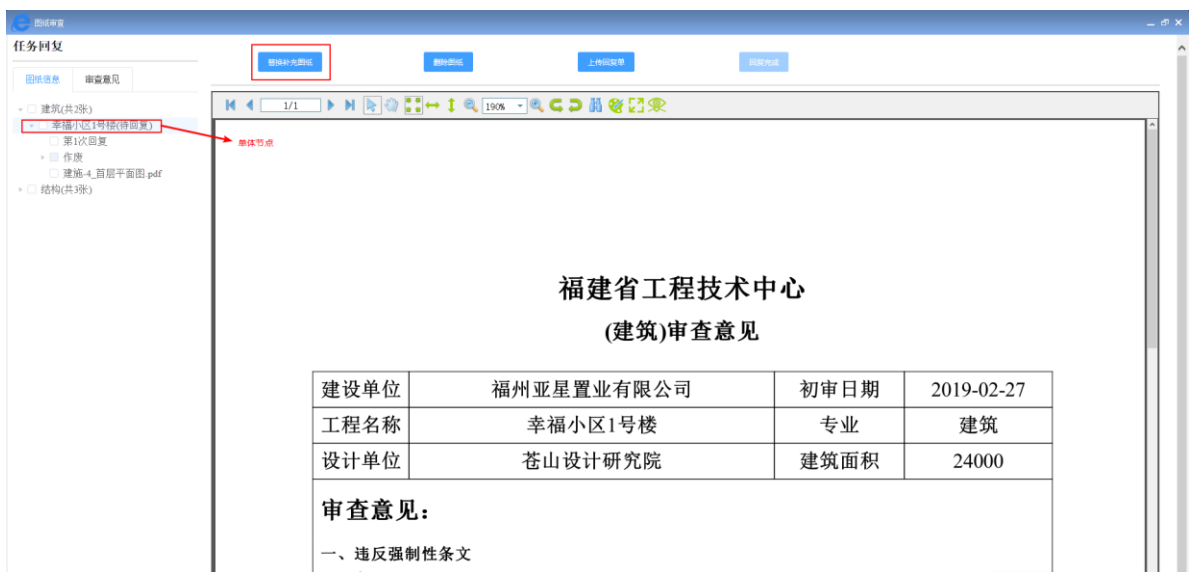 图纸审查
任务回复
替换补充图纸
删除图纸
上传回复单
回复完成
图纸信息
审查意见
建筑(共2张)
幸福小区1号楼(待回复)
第1次回复
作废
建施-4_首层平面图.pdf
结构(共3张)
1/1
190%
单体节点
福建省工程技术中心
(建筑)审查意见
建设单位 福州亚星置业有限公司 初审日期 2019-02-27
工程名称 幸福小区1号楼 专业 建筑
设计单位 苍山设计研究院 建筑面积 24000
审查意见：
一、违反强制性条文